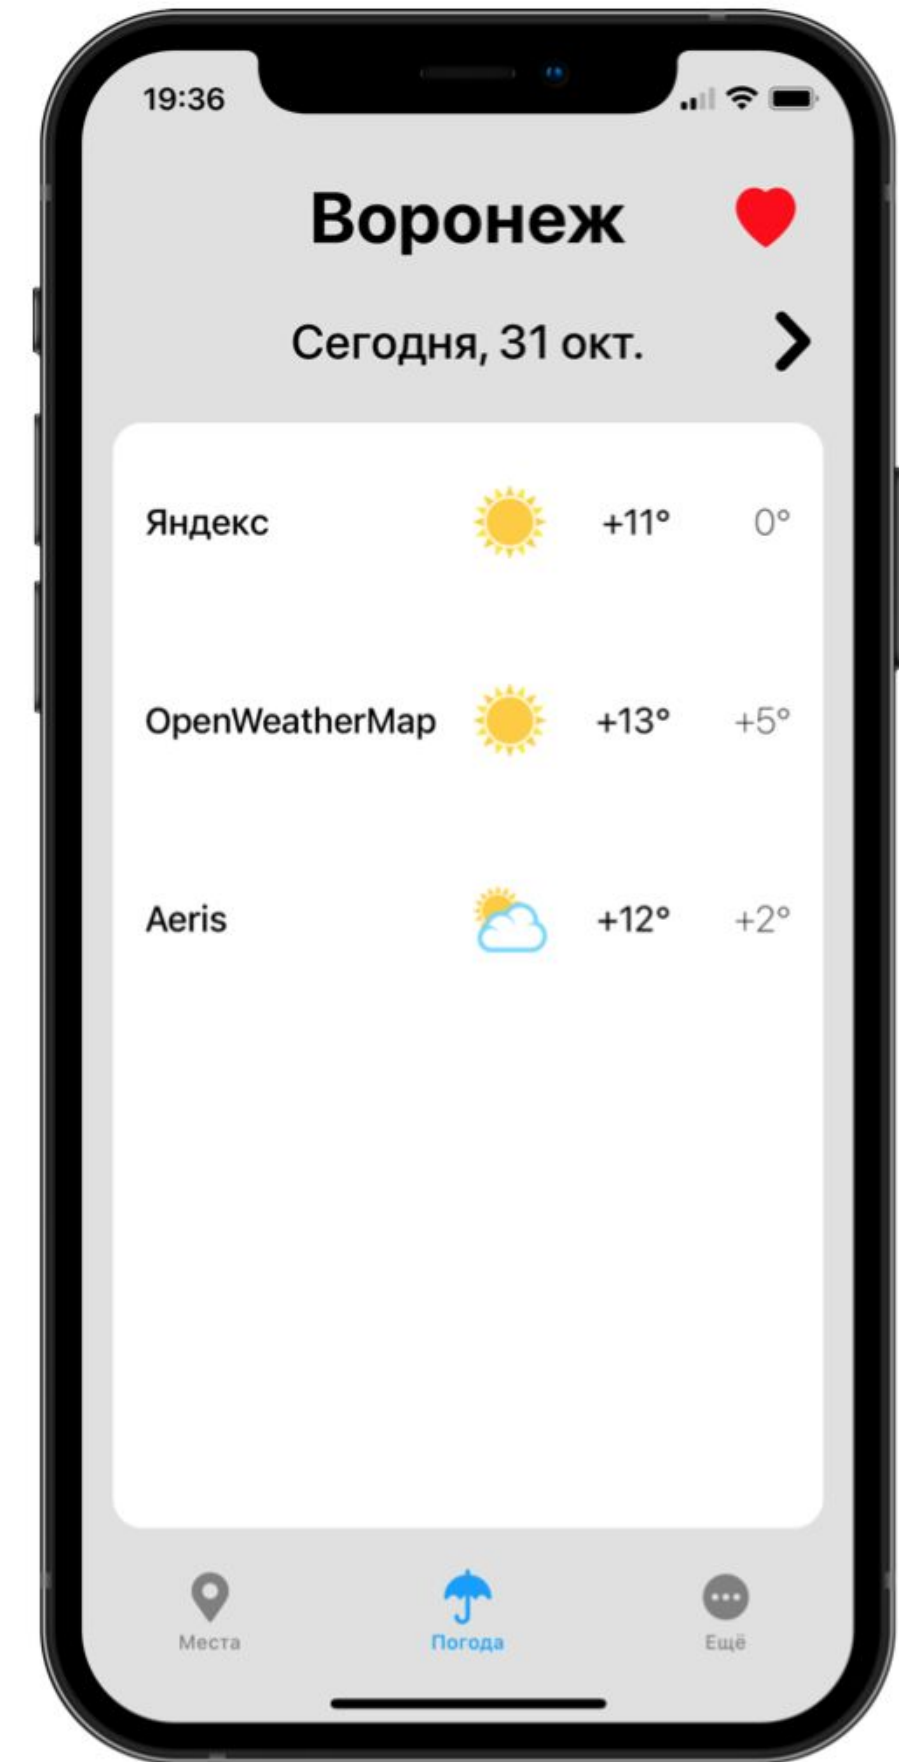 19:36
Воронеж
Сегодня, 31 окт.
Яндекс +11° 0°
OpenWeatherMap +13° +5°
Aeris +12° +2°
Места Погода Ещё